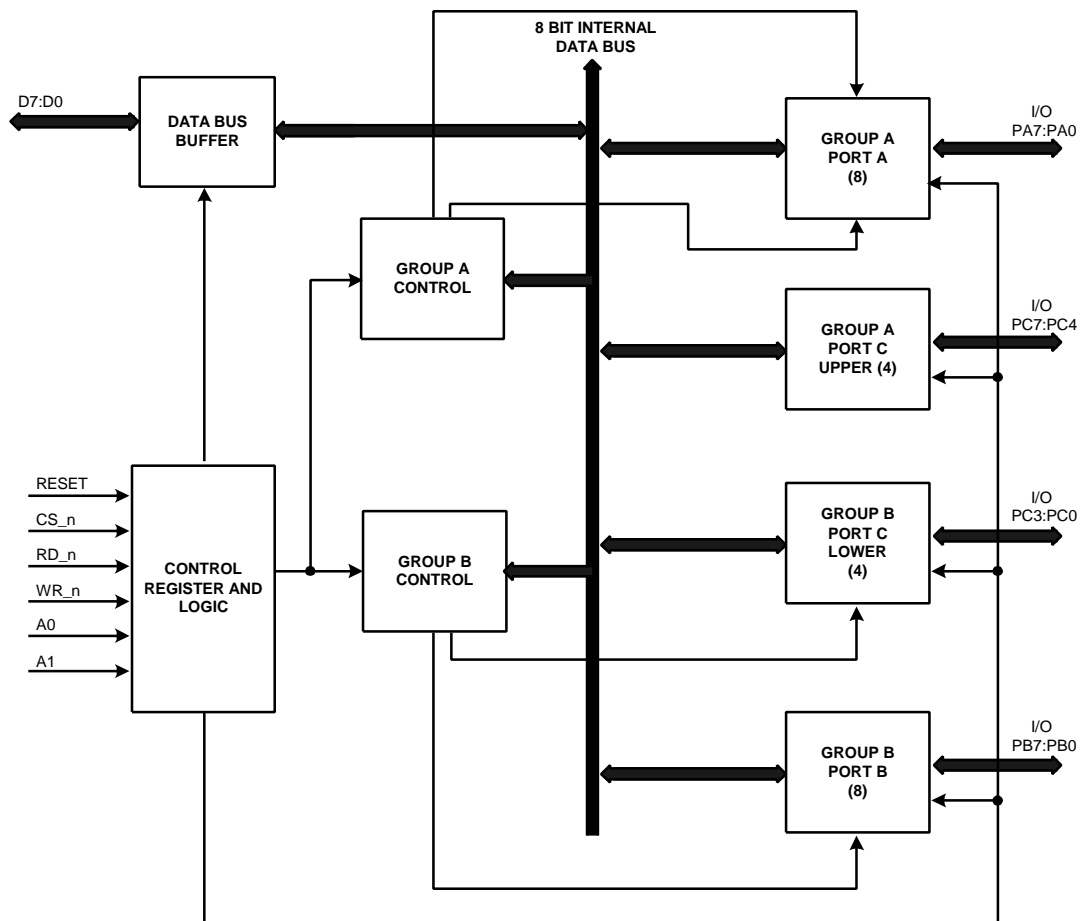 8 BIT INTERNAL
DATA BUS
D7:D0
DATA BUS
BUFFER
GROUP A
PORT A
(8)
I/O
PA7:PA0
GROUP A
CONTROL
GROUP A
PORT C
UPPER (4)
I/O
PC7:PC4
RESET
CS_n
RD_n
WR_n
A0
A1
CONTROL
REGISTER AND
LOGIC
GROUP B
CONTROL
GROUP B
PORT C
LOWER
(4)
I/O
PC3:PC0
GROUP B
PORT B
(8)
I/O
PB7:PB0